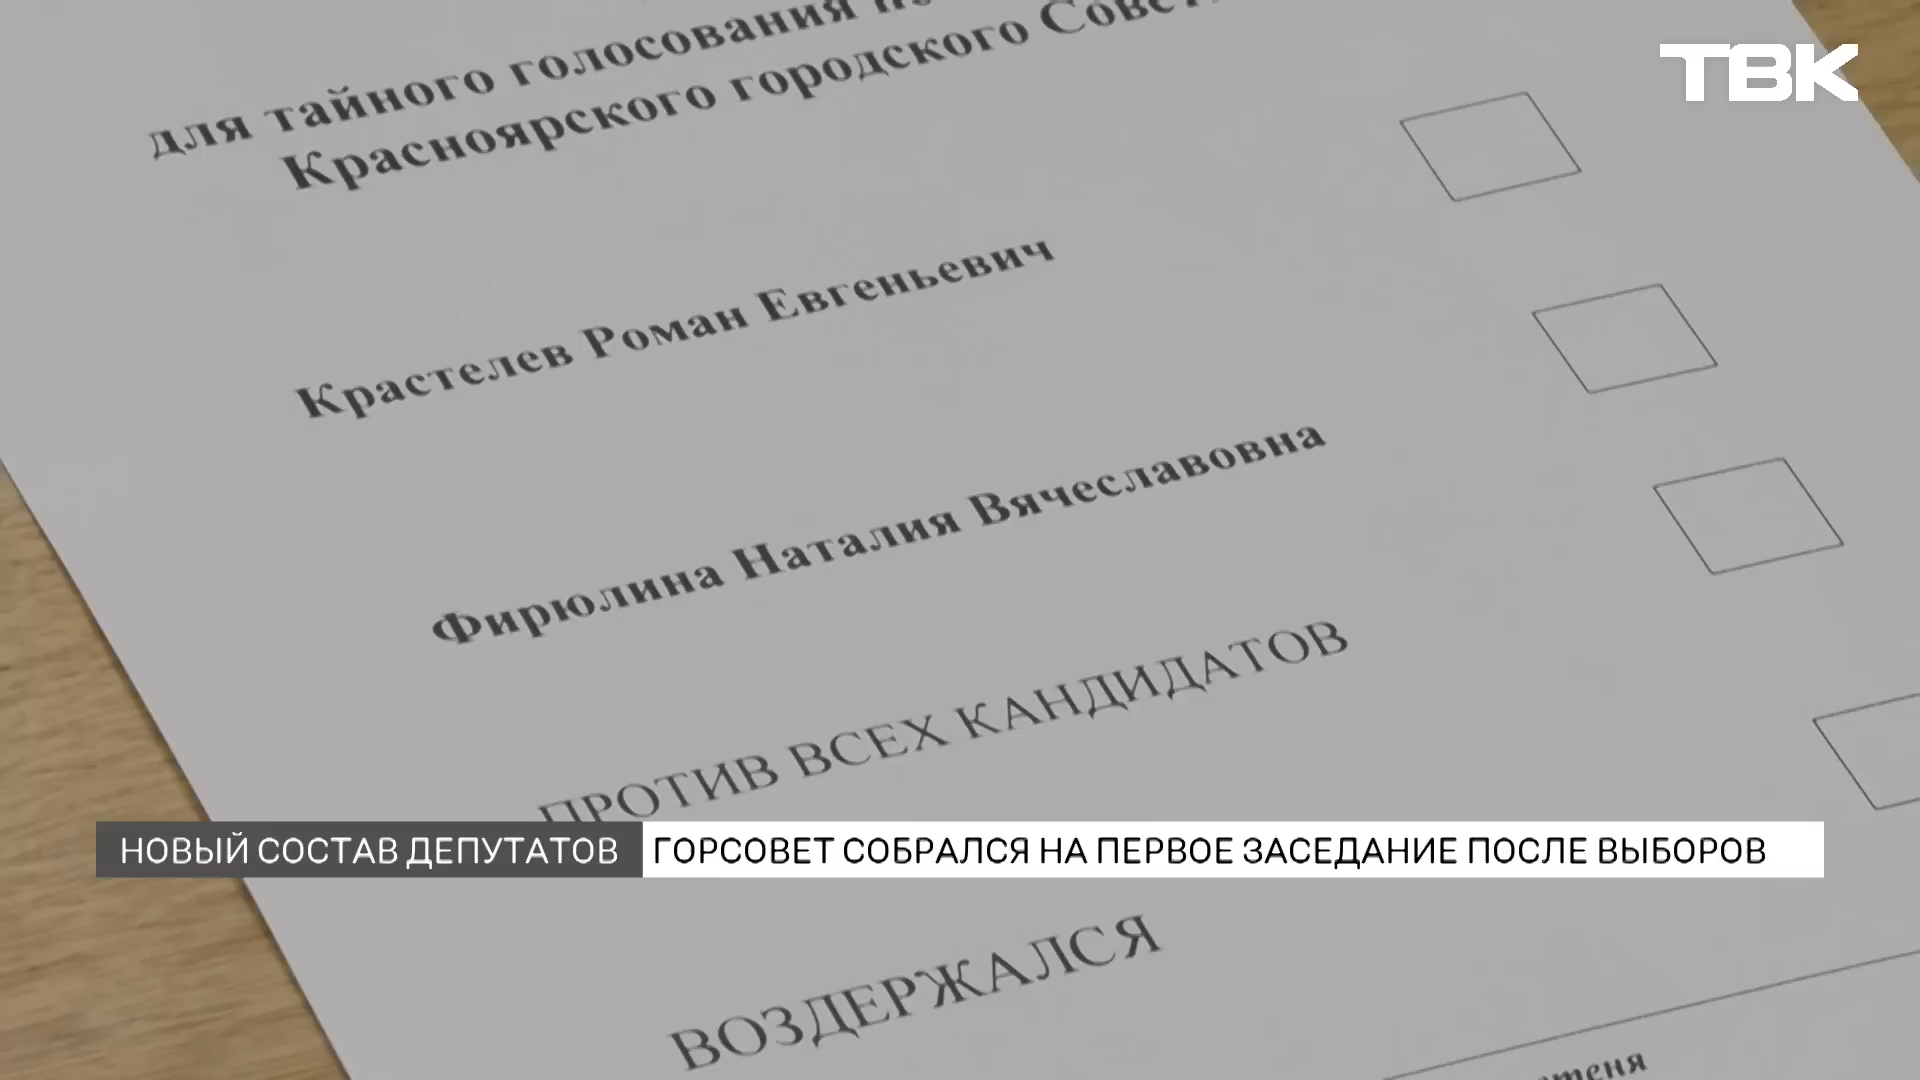 ТВК
для тайного голосования
Красноярского городского
Крастелев Роман Евгеньевич
Фирюлина Наталия Вячеславовна
ПРОТИВ ВСЕХ КАНДИДАТОВ
НОВЫЙ СОСТАВ ДЕПУТАТОВ ГОРСОВЕТ СОБРАЛСЯ НА ПЕРВОЕ ЗАСЕДАНИЕ ПОСЛЕ ВЫБОРОВ
ВОЗДЕРЖАЛСЯ